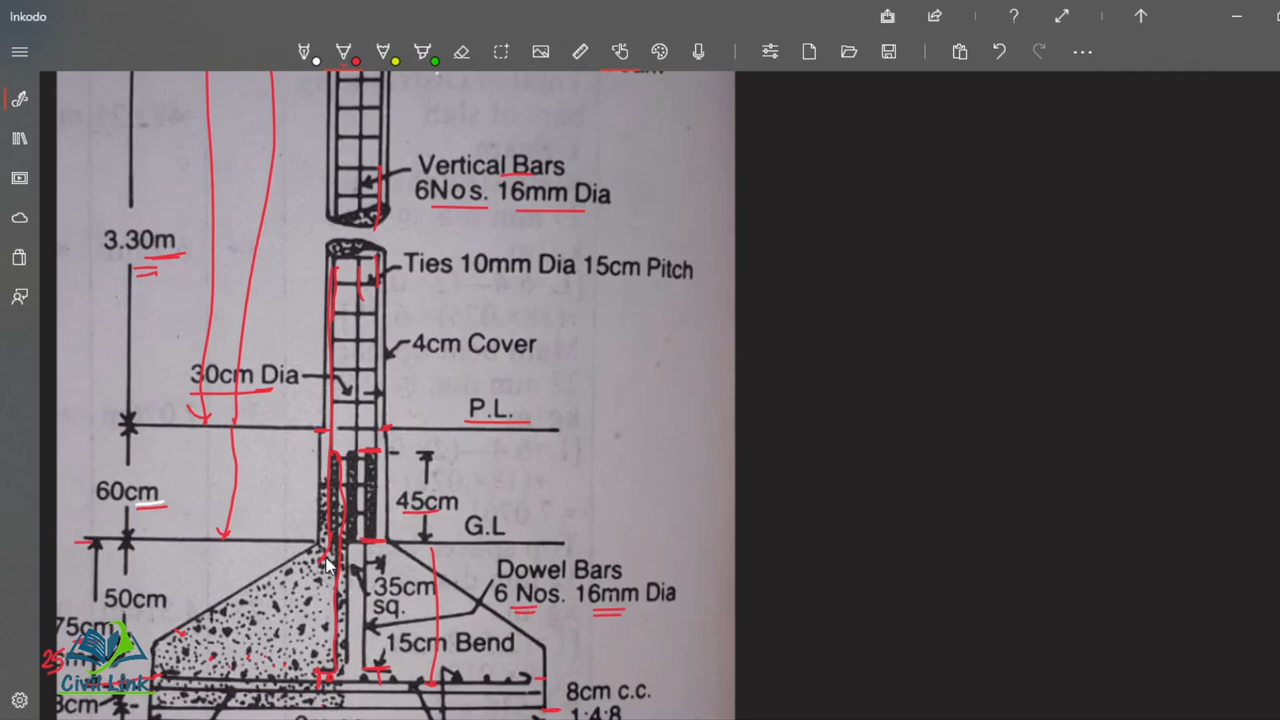 Inkodo
Vertical Bars
6Nos. 16mm Dia
3.30m
Ties 10mm Dia 15cm Pitch
4cm Cover
30cm Dia
P.L.
60cm
45cm
G.L
Dowel Bars
6 Nos. 16mm Dia
50cm
35cm
sq.
75cm
15cm Bend
25
Civil Link
8cm c.c.
1:4:8